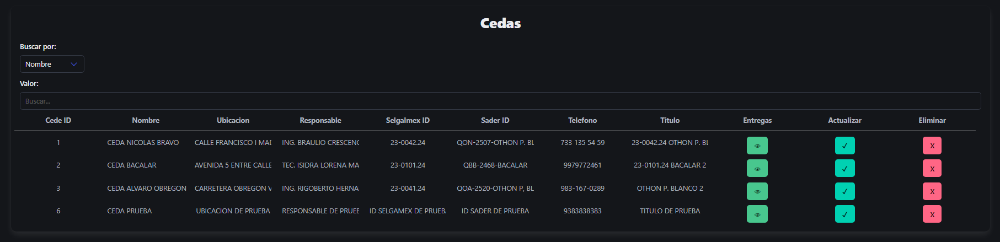 Cedas
Buscar por:
Nombre
Valor:
Buscar...
Cede ID Nombre Ubicacion Responsable Selgalmex ID Sader ID Telefono Titulo Entregas Actualizar Eliminar
1 CEDA NICOLAS BRAVO CALLE FRANCISCO I MAD ING. BRAULIO CRESCENC 23-0042.24 QON-2507-OTHON P. BL 733 135 54 59 23-0042.24 OTHON P. BL ✓ X
2 CEDA BACALAR AVENIDA 5 ENTRE CALLE TEC. ISIDRA LORENA MA 23-0101.24 QBB-2468-BACALAR 9979772461 23-0101.24 BACALAR 2 ✓ X
3 CEDA ALVARO OBREGON CARRETERA OBREGON V ING. RIGOBERTO HERNA 23-0041.24 QOA-2520-OTHON P, BL 983-167-0289 OTHON P. BLANCO 2 ✓ X
6 CEDA PRUEBA UBICACION DE PRUEBA RESPONSABLE DE PRUEB ID SELGAMEX DE PRUEBA ID SADER DE PRUEBA 9383838383 TITULO DE PRUEBA ✓ X